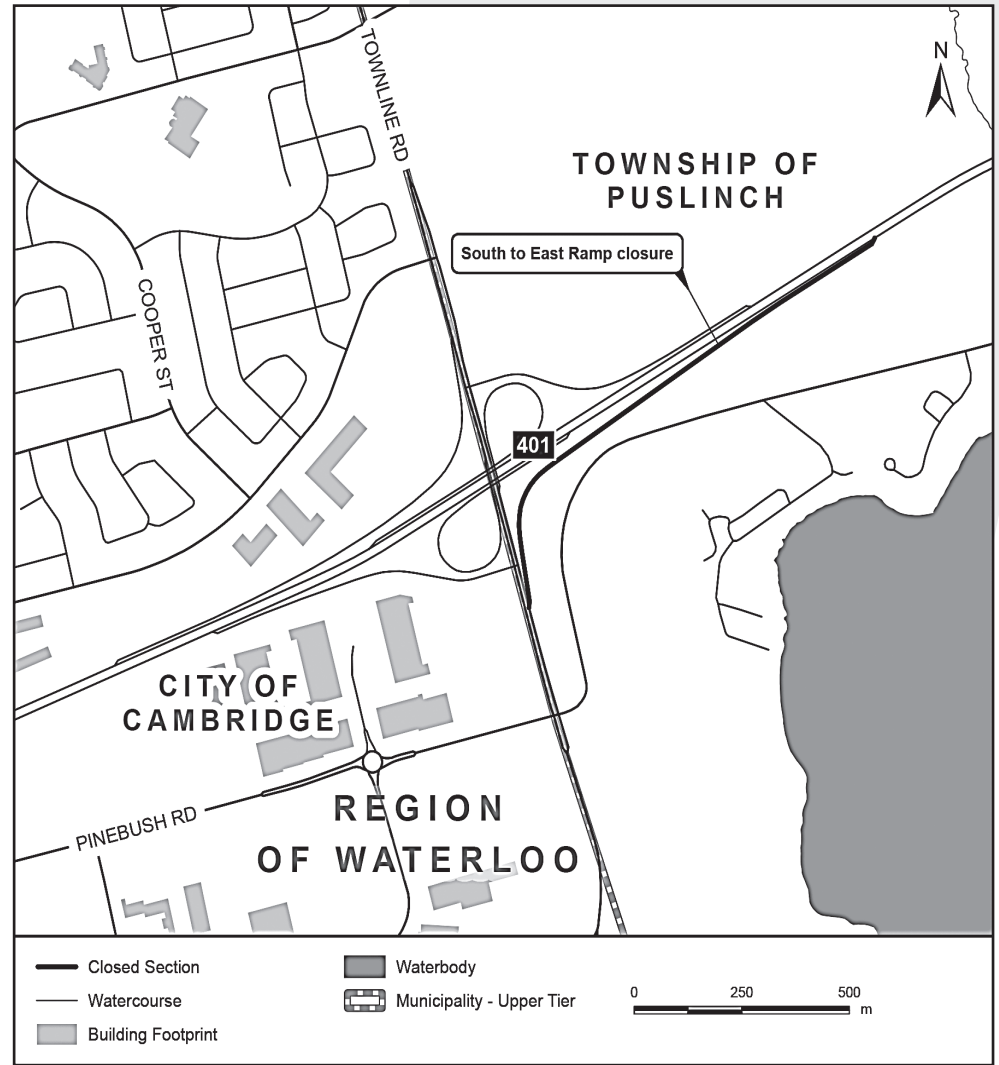 TOWNLINE RD
N
TOWNSHIP OF
PUSLINCH
South to East Ramp closure
COOPER ST
401
CITY OF
CAMBRIDGE
REGION
OF WATERLOO
PINEBUSH RD
Closed Section
Watercourse
Building Footprint
Waterbody
Municipality - Upper Tier
0 250 500
m